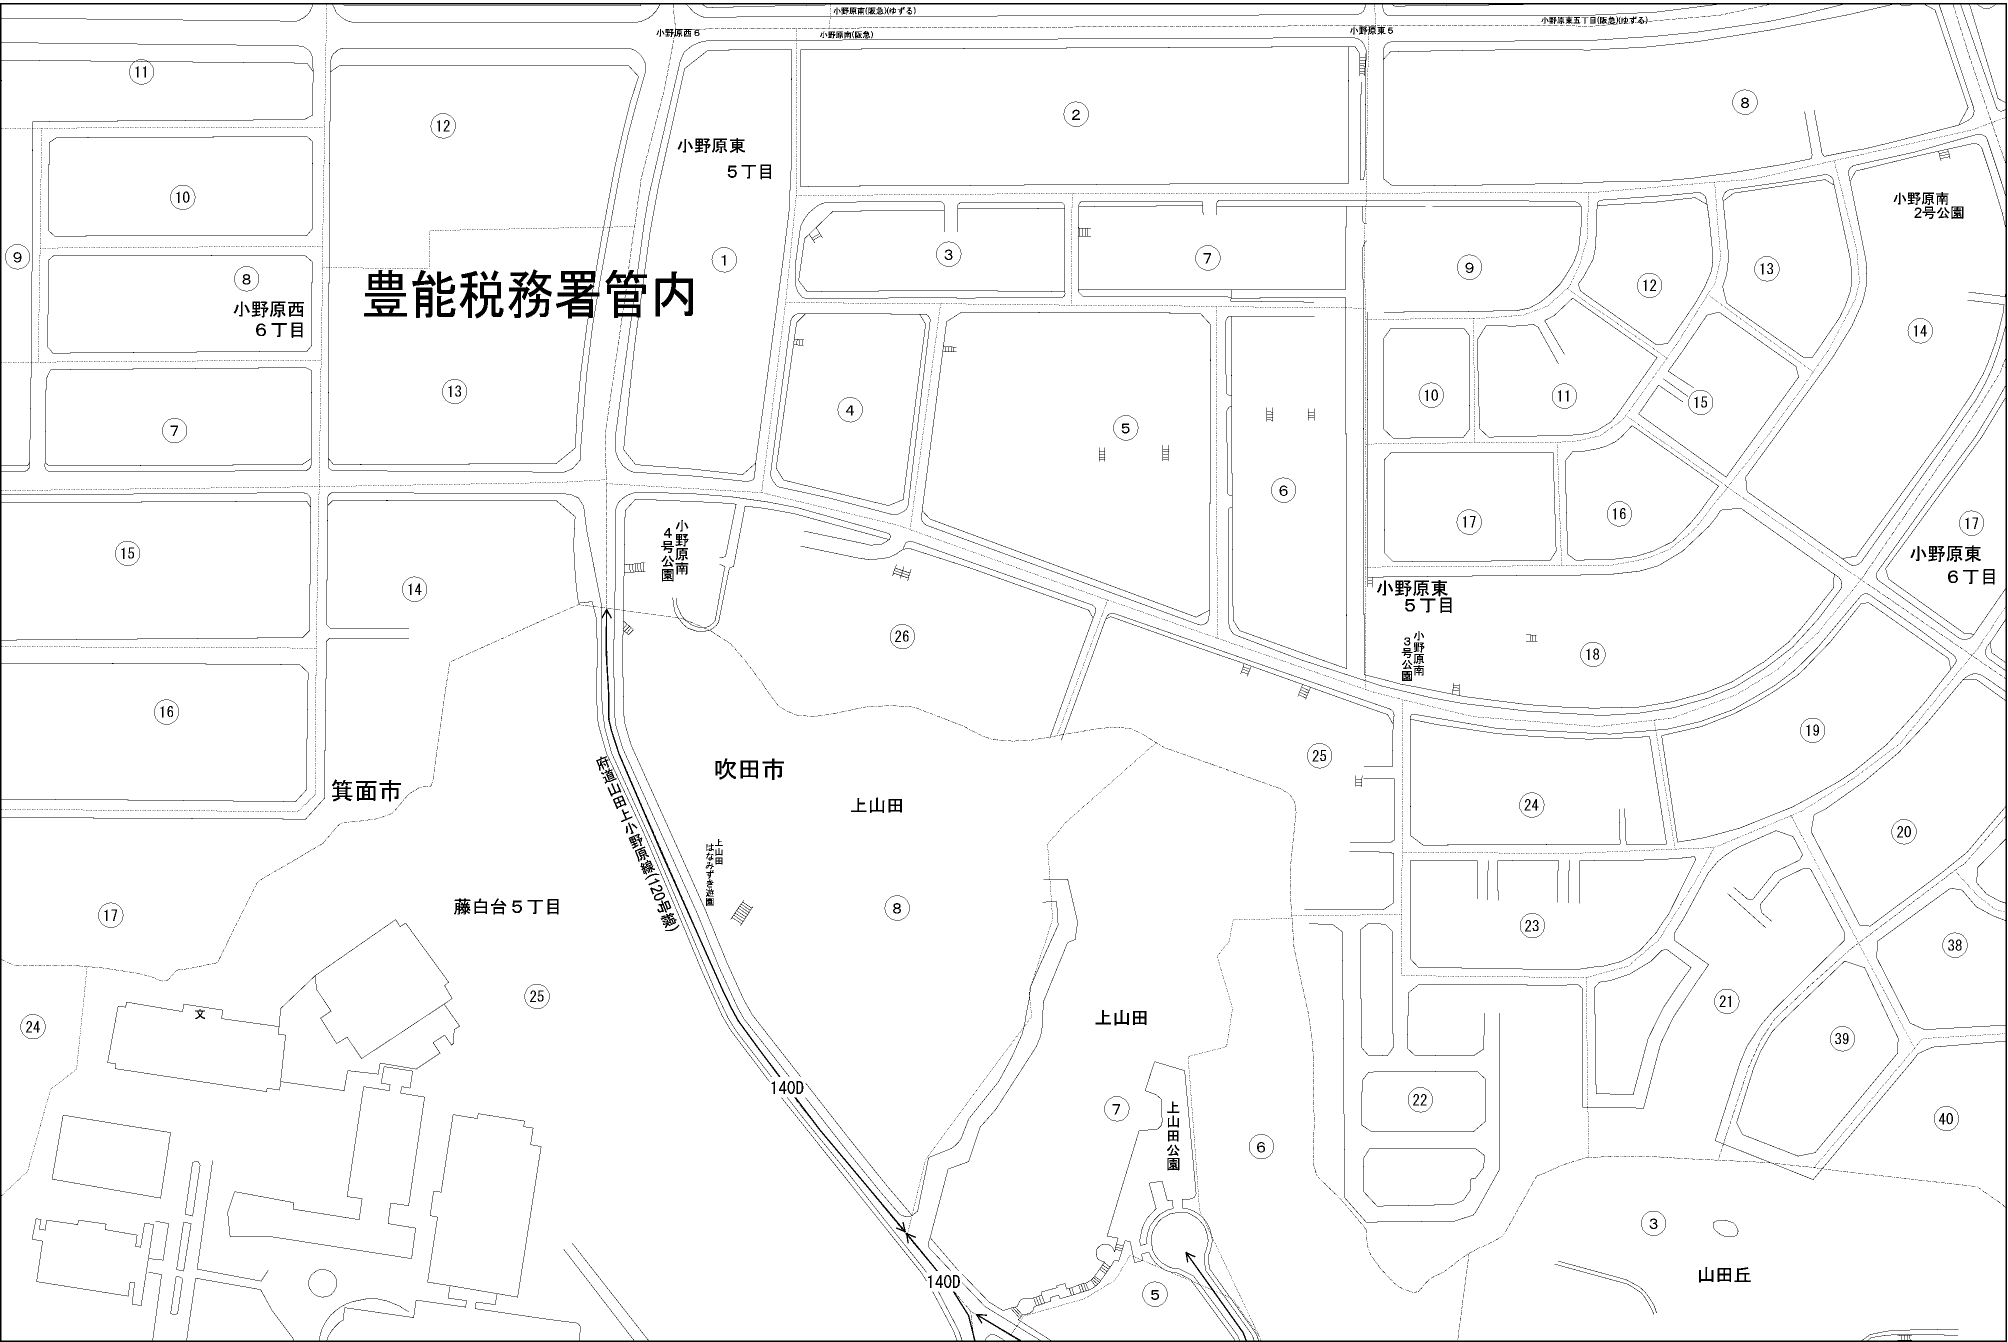 小野原南(阪急)(ゆずる)
小野原東五丁目(阪急)(ゆずる)
小野原西6
小野原南(阪急)
小野原東5
11
12
2
8
小野原東
5丁目
10
小野原南
2号公園
9
8
1
3
7
9
12
13
小野原西
6丁目
豊能税務署管内
14
13
7
4
5
10
11
15
6
17
16
17
小野原東
6丁目
15
14
小野原南
4号公園
小野原東
5丁目
26
小野原南
3号公園
18
16
箕面市
吹田市
上山田
25
19
24
20
府道山田上小野原線(120号線)
上山田
はなみずき遊園
17
藤白台5丁目
8
23
38
24
文
25
上山田
21
39
140D
7
上山田公園
22
6
40
3
山田丘
140D
5